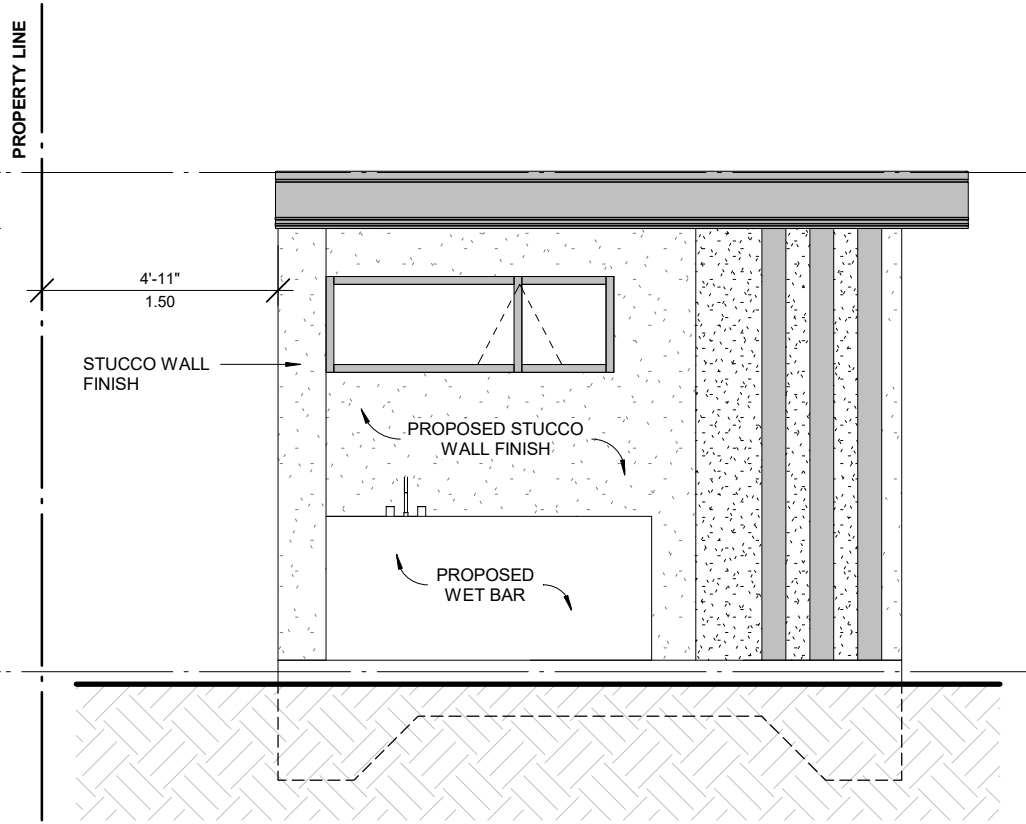 PROPERTY LINE
4'-11"
1.50
STUCCO WALL
FINISH
PROPOSED STUCCO
WALL FINISH
PROPOSED
WET BAR